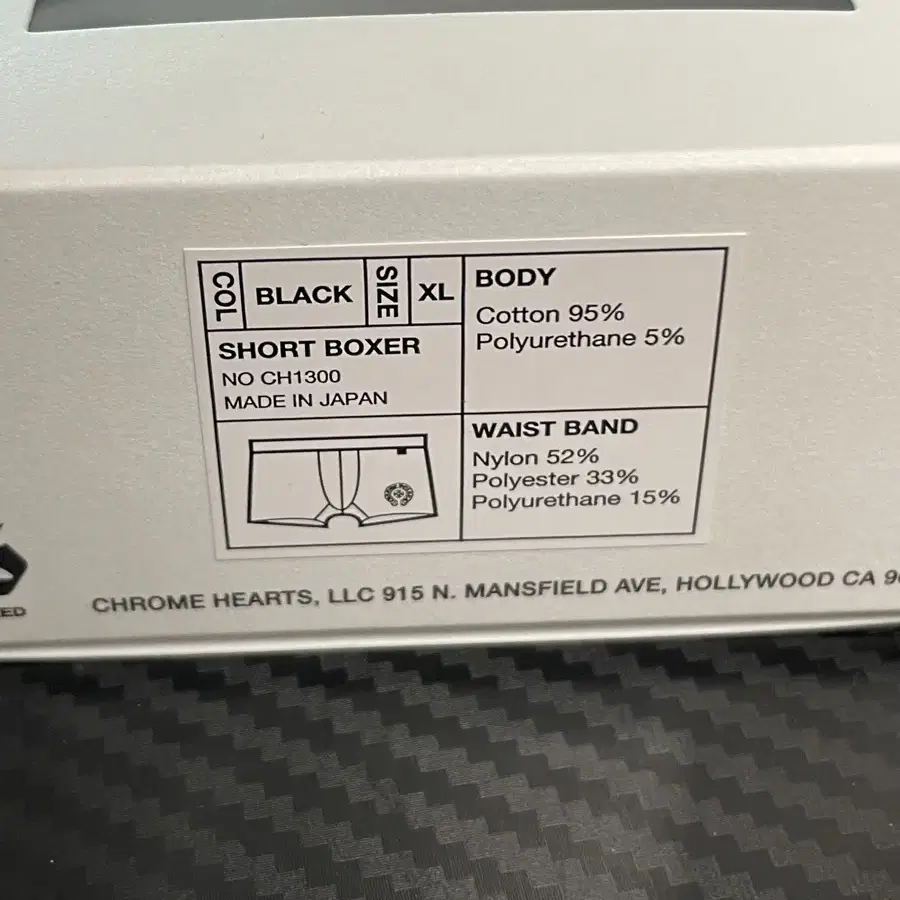 COL BLACK SIZE XL
SHORT BOXER
NO CH1300
MADE IN JAPAN
BODY
Cotton 95%
Polyurethane 5%
WAIST BAND
Nylon 52%
Polyester 33%
Polyurethane 15%
CHROME HEARTS, LLC 915 N. MANSFIELD AVE, HOLLYWOOD CA